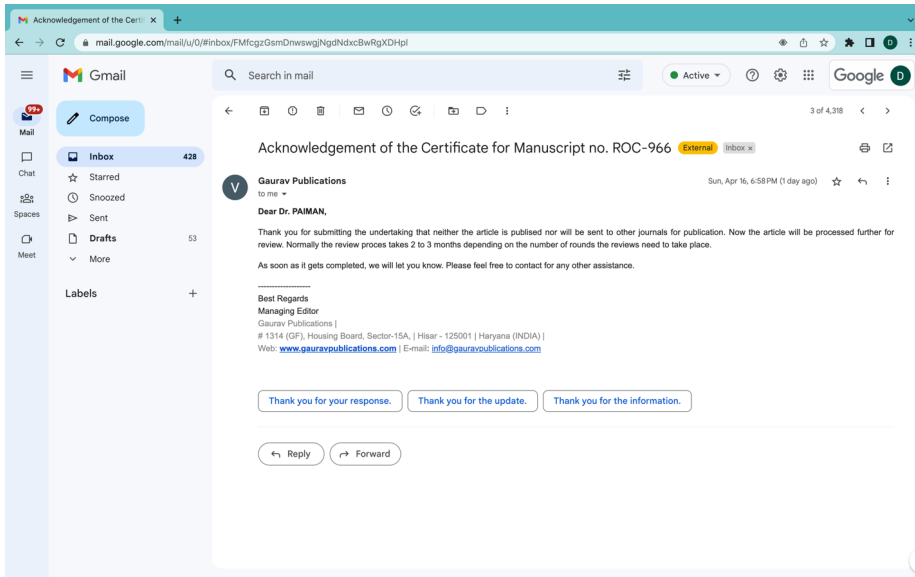 Acknowledgement of the Certif
mail.google.com/mail/u/0/#inbox/FMfcgzGsmDnwswgjNgdNdxcBwRgXDHpl
D
Gmail
Search in mail
Active
Google
D
99+
Mail
Chat
Spaces
Meet
Compose
Inbox 428
Starred
Snoozed
Sent
Drafts 53
More
Labels
3 of 4,318
Acknowledgement of the Certificate for Manuscript no. ROC-966 External Inbox x
V
Gaurav Publications Sun, Apr 16, 6:58 PM (1 day ago)
to me
Dear Dr. PAIMAN,
Thank you for submitting the undertaking that neither the article is publised nor will be sent to other journals for publication. Now the article will be processed further for
review. Normally the review proces takes 2 to 3 months depending on the number of rounds the reviews need to take place.
As soon as it gets completed, we will let you know. Please feel free to contact for any other assistance.
-------------------
Best Regards
Managing Editor
Gaurav Publications |
# 1314 (GF), Housing Board, Sector-15A, | Hisar - 125001 | Haryana (INDIA) |
Web: www.gauravpublications.com | E-mail: info@gauravpublications.com
Thank you for your response. Thank you for the update. Thank you for the information.
Reply Forward